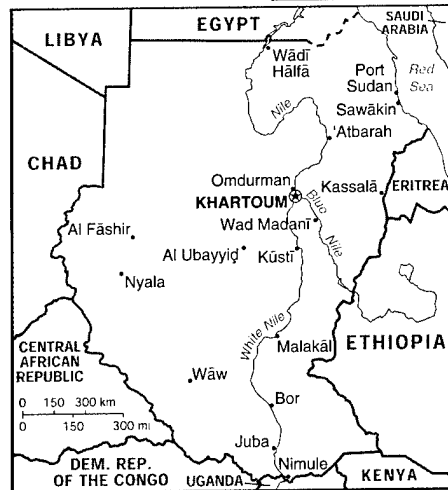 EGYPT
SAUDI
ARABIA
LIBYA
Wādī
Hālfā
Port
Sudan
Red
Sea
Nile
Sawākin
'Atbarah
CHAD
Omdurman
KHARTOUM
Kassalā
ERITREA
Blue
Nile
Wad Madanī
Al Fāshir
Al Ubayyiḍ
Kūstī
Nyala
White Nile
Malakāl
ETHIOPIA
CENTRAL
AFRICAN
REPUBLIC
Wāw
0 150 300 km
0 150 300 mi
Bor
Juba
Nimule
DEM. REP.
OF THE CONGO
UGANDA
KENYA